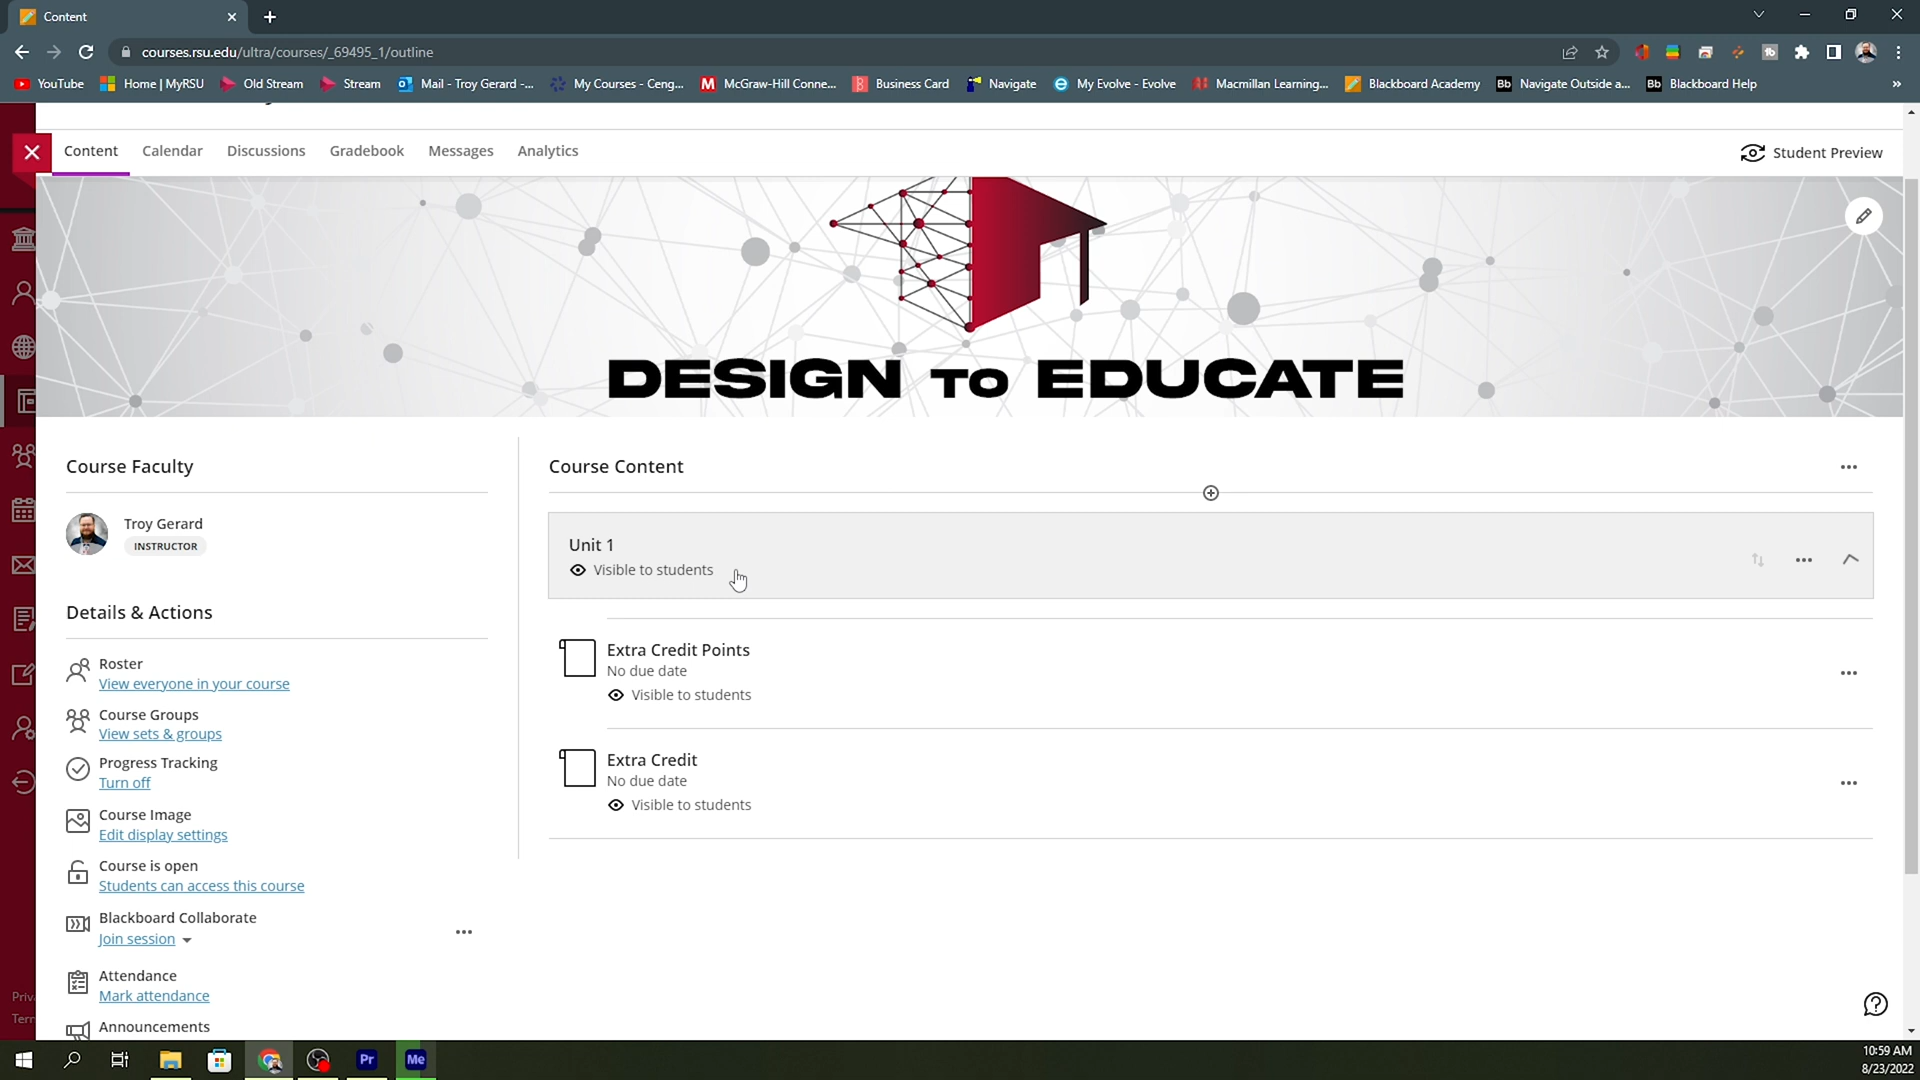 Content
courses.rsu.edu/ultra/courses/_69495_1/outline
YouTube
Home | MyRSU
Old Stream
Stream
Mail - Troy Gerard -...
My Courses - Ceng...
McGraw-Hill Conne...
Business Card
Navigate
My Evolve - Evolve
Macmillan Learning...
Blackboard Academy
Bb Navigate Outside a...
Bb Blackboard Help
»
Content
Calendar
Discussions
Gradebook
Messages
Analytics
Student Preview
DESIGN TO EDUCATE
Course Faculty
Troy Gerard
INSTRUCTOR
Details & Actions
Roster
View everyone in your course
Course Groups
View sets & groups
Progress Tracking
Turn off
Course Image
Edit display settings
Course is open
Students can access this course
Blackboard Collaborate
Join session
Attendance
Mark attendance
Announcements
Course Content
Unit 1
Visible to students
Extra Credit Points
No due date
Visible to students
Extra Credit
No due date
Visible to students
Priva
Term
Pr
Me
10:59 AM
8/23/2022